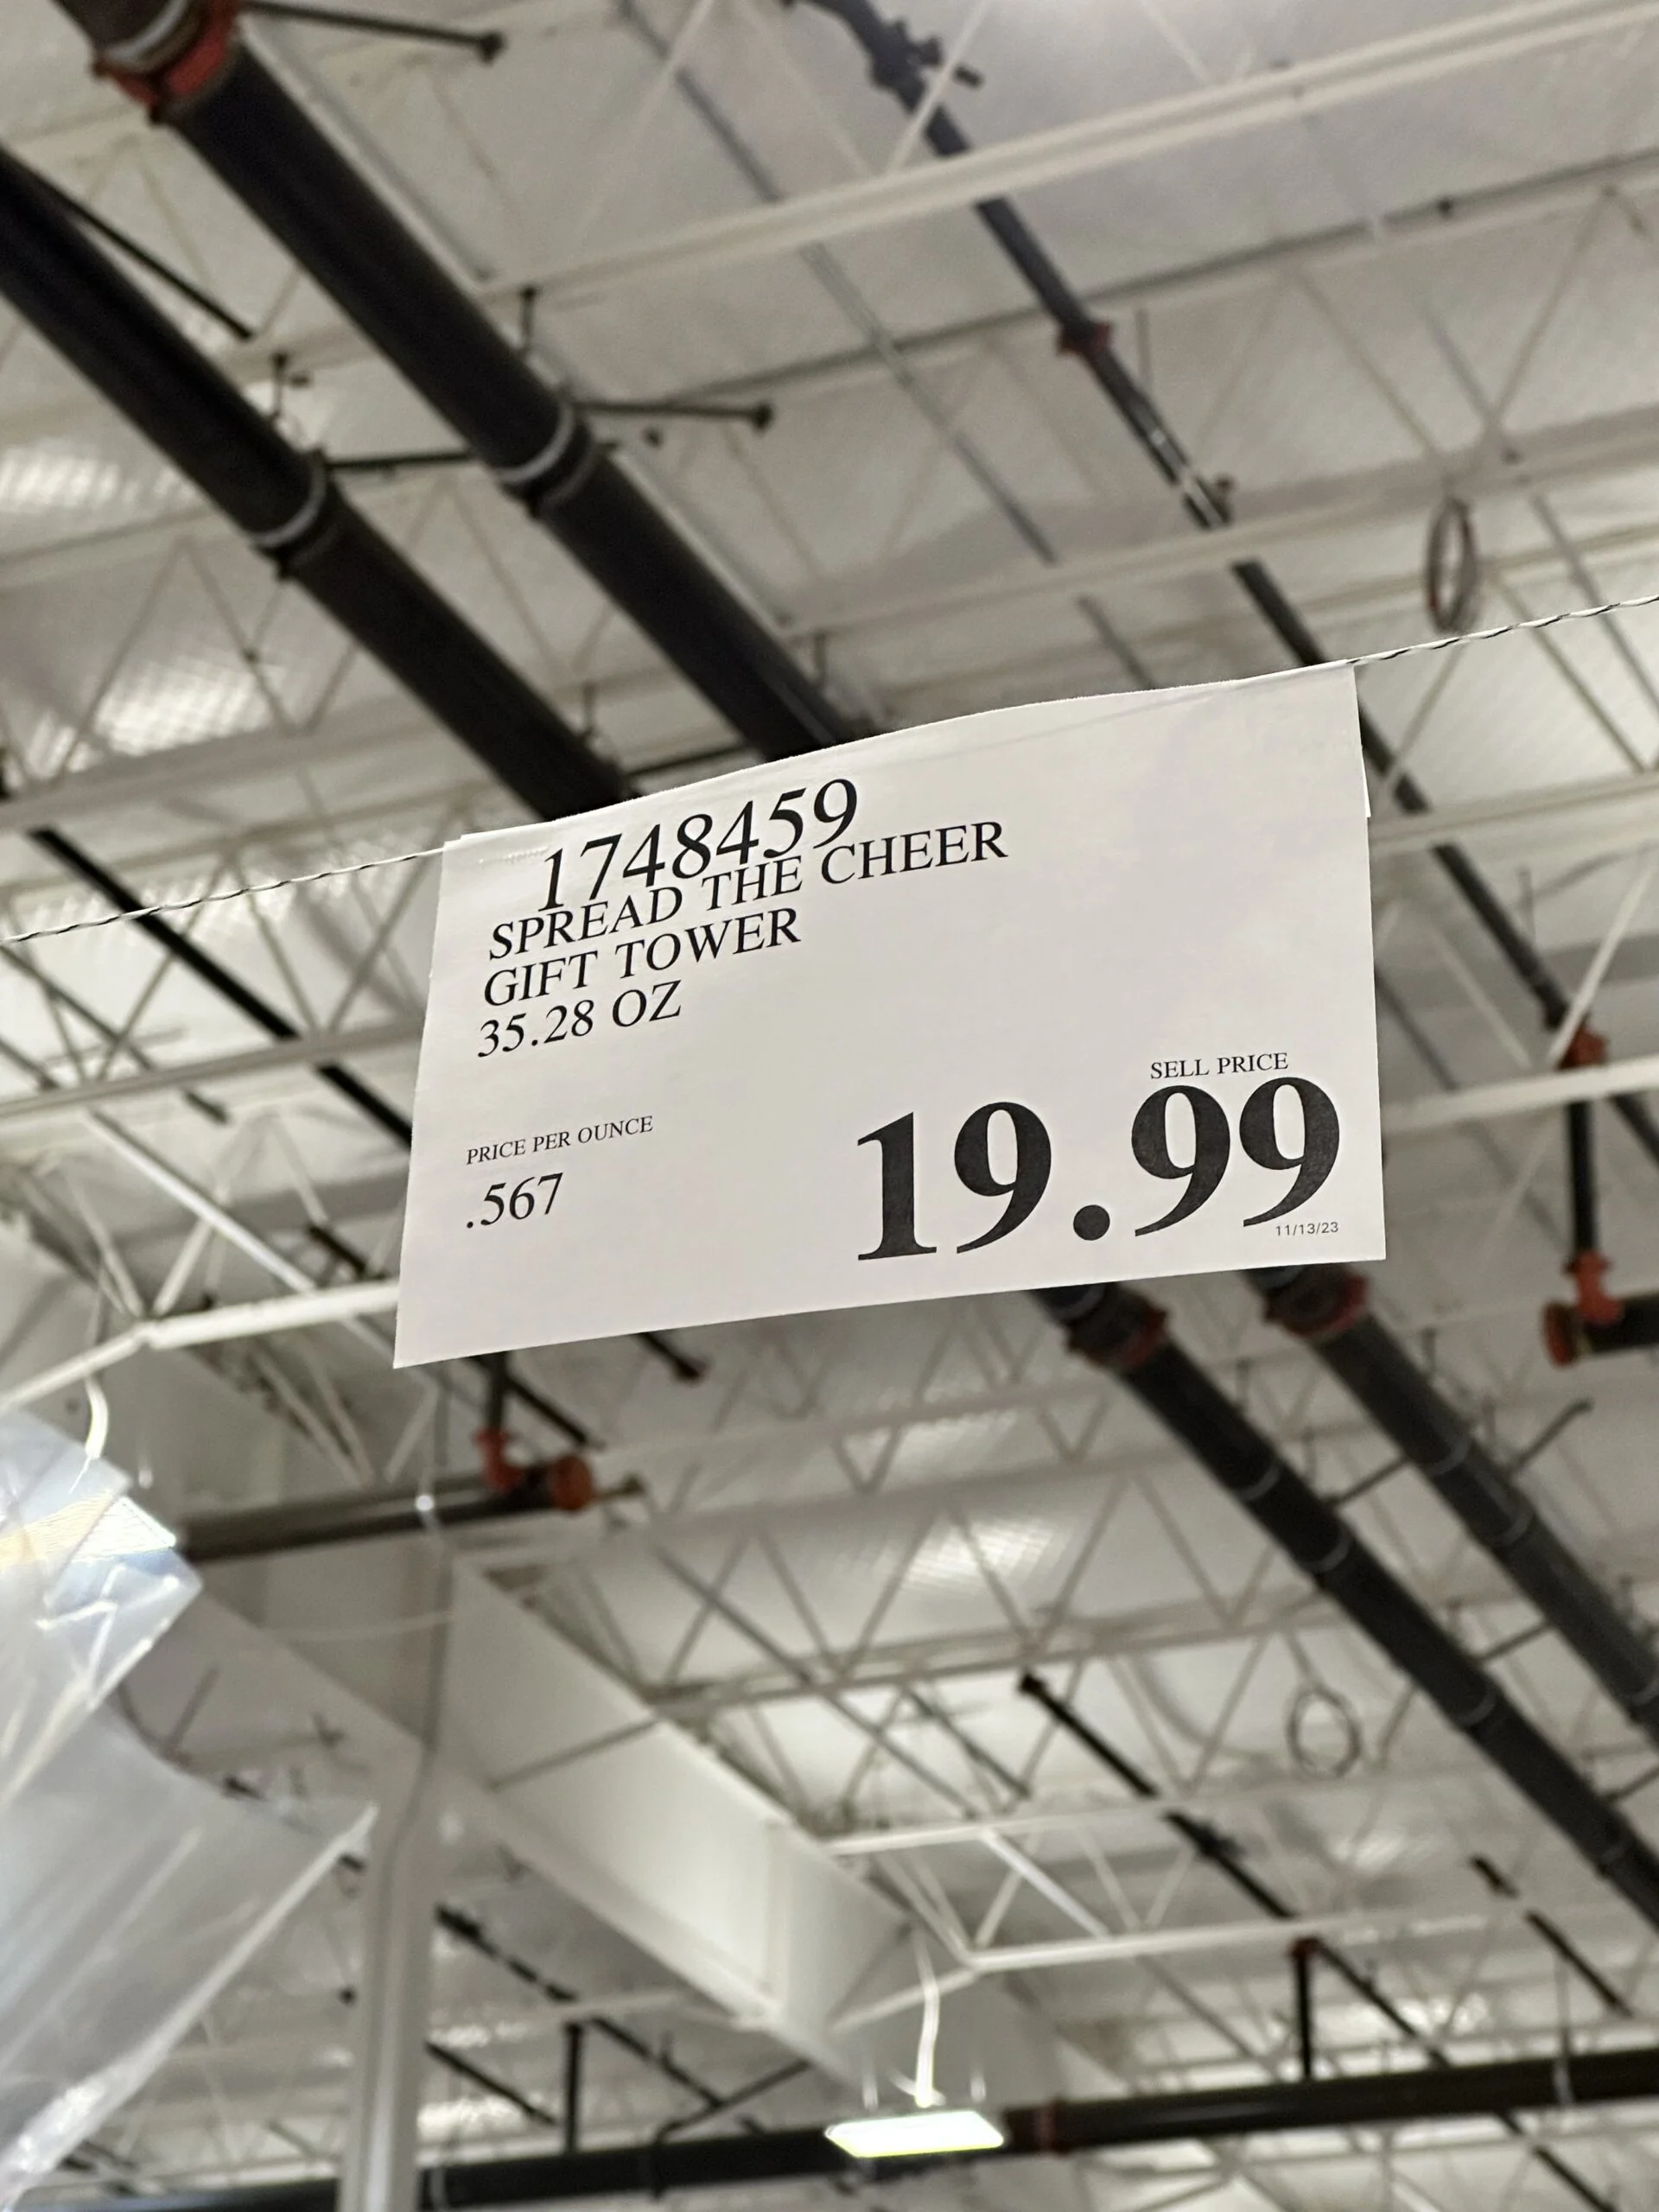 1748459
SPREAD THE CHEER
GIFT TOWER
35.28 OZ
SELL PRICE
19.99
PRICE PER OUNCE
.567
11/13/23